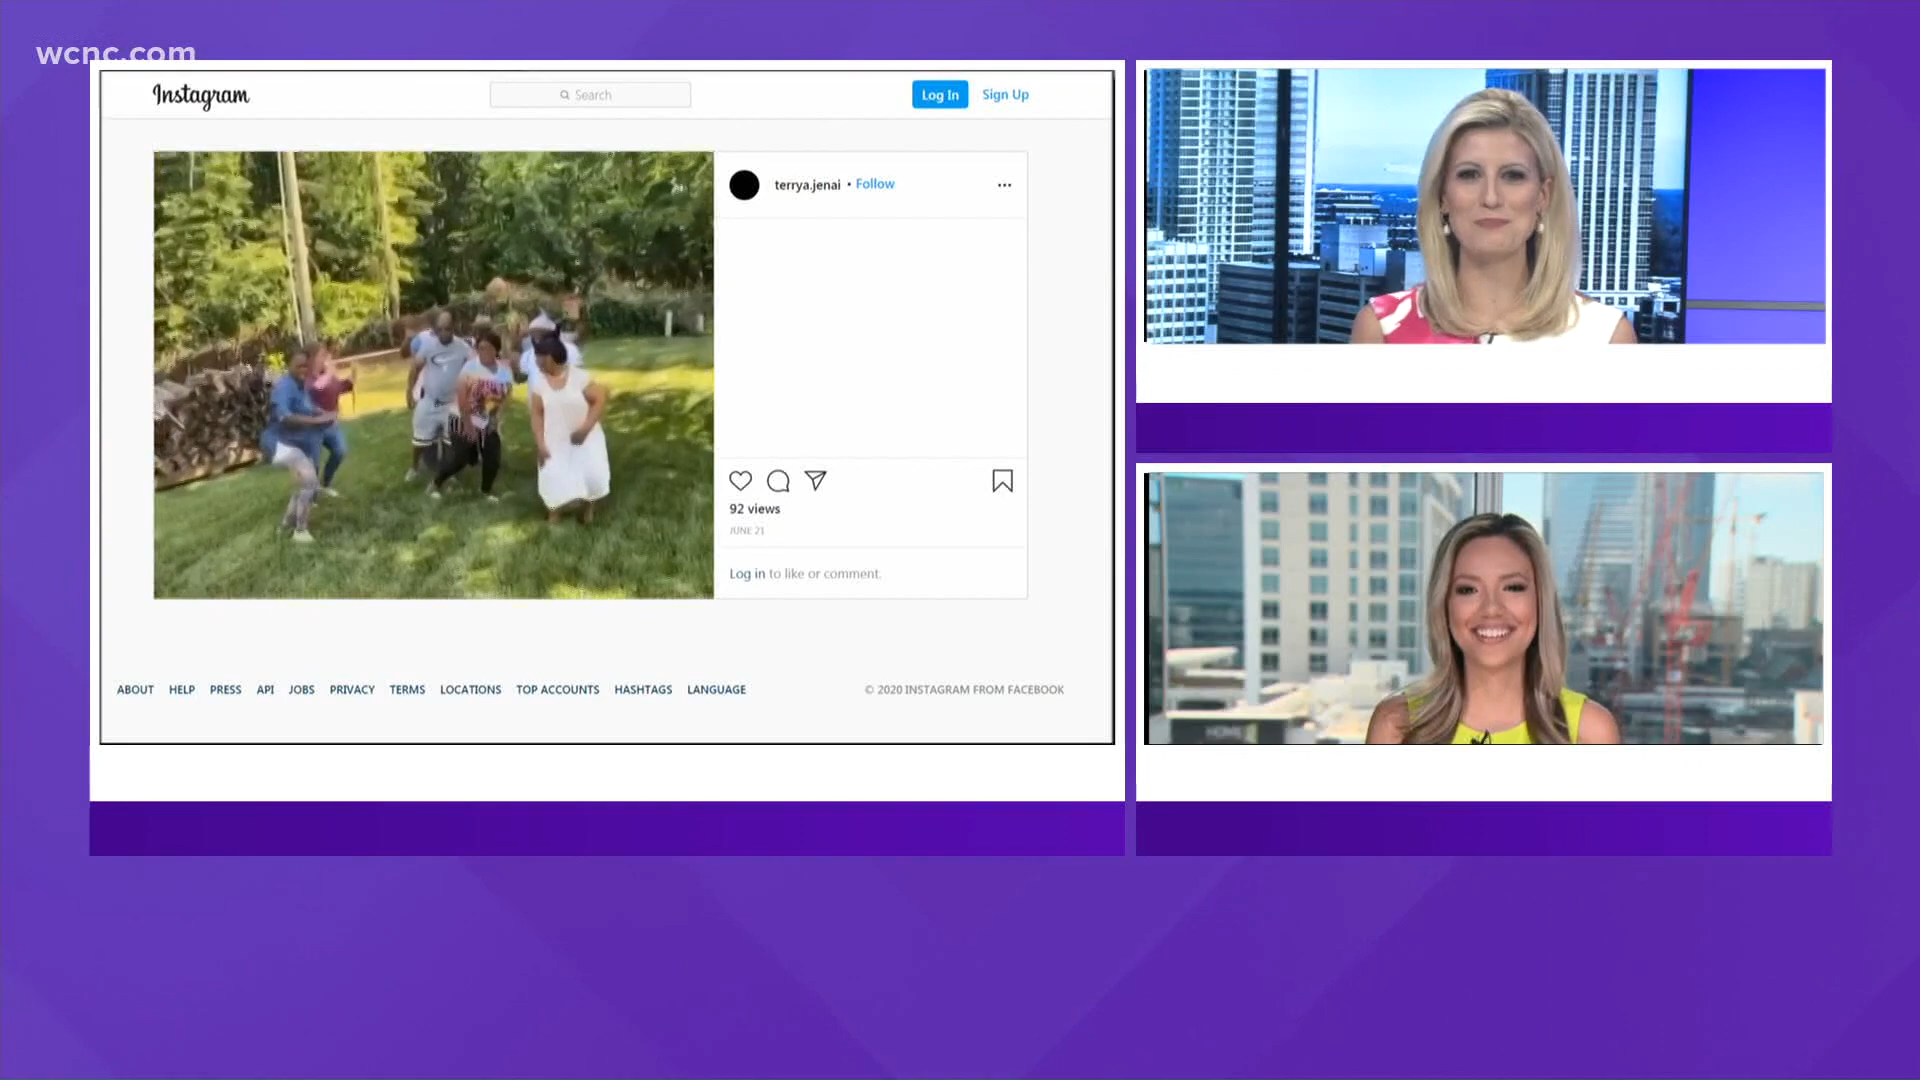 wcnc.com
Instagram
Search
Log In
Sign Up
terrya.jenai • Follow
92 views
JUNE 21
Log in to like or comment.
ABOUT HELP PRESS API JOBS PRIVACY TERMS LOCATIONS TOP ACCOUNTS HASHTAGS LANGUAGE
© 2020 INSTAGRAM FROM FACEBOOK